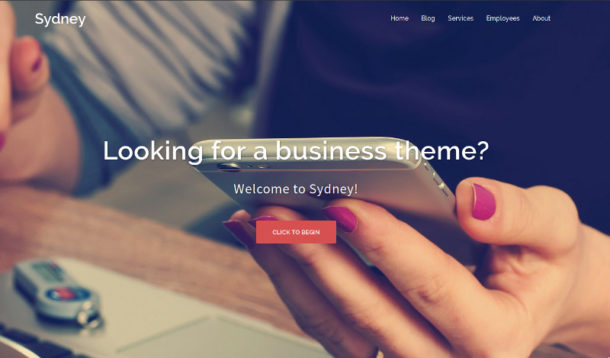 Sydney
Home Blog Services Employees About
Looking for a business theme?
Welcome to Sydney!
CLICK TO BEGIN